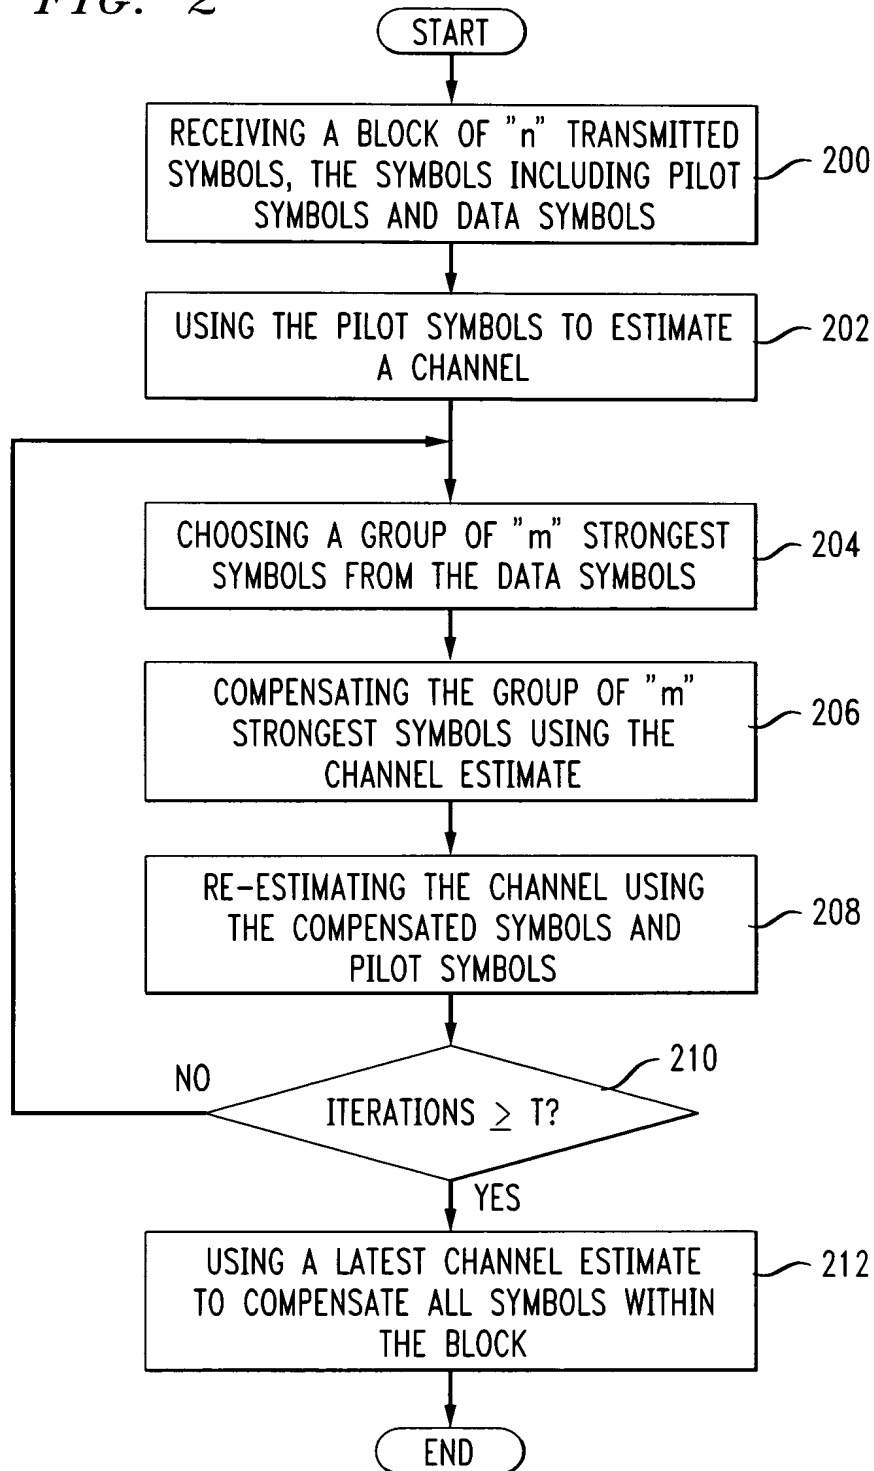 FIG. 2
START
RECEIVING A BLOCK OF "n" TRANSMITTED
SYMBOLS, THE SYMBOLS INCLUDING PILOT
SYMBOLS AND DATA SYMBOLS
200
USING THE PILOT SYMBOLS TO ESTIMATE
A CHANNEL
202
CHOOSING A GROUP OF "m" STRONGEST
SYMBOLS FROM THE DATA SYMBOLS
204
COMPENSATING THE GROUP OF "m"
STRONGEST SYMBOLS USING THE
CHANNEL ESTIMATE
206
RE-ESTIMATING THE CHANNEL USING
THE COMPENSATED SYMBOLS AND
PILOT SYMBOLS
208
210
NO
ITERATIONS ≥ T?
YES
USING A LATEST CHANNEL ESTIMATE
TO COMPENSATE ALL SYMBOLS WITHIN
THE BLOCK
212
END